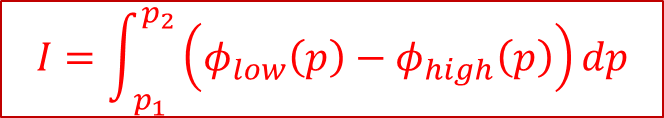 I = ∫_{p_1}^{p_2} (ϕ_{low}(p) − ϕ_{high}(p)) dp